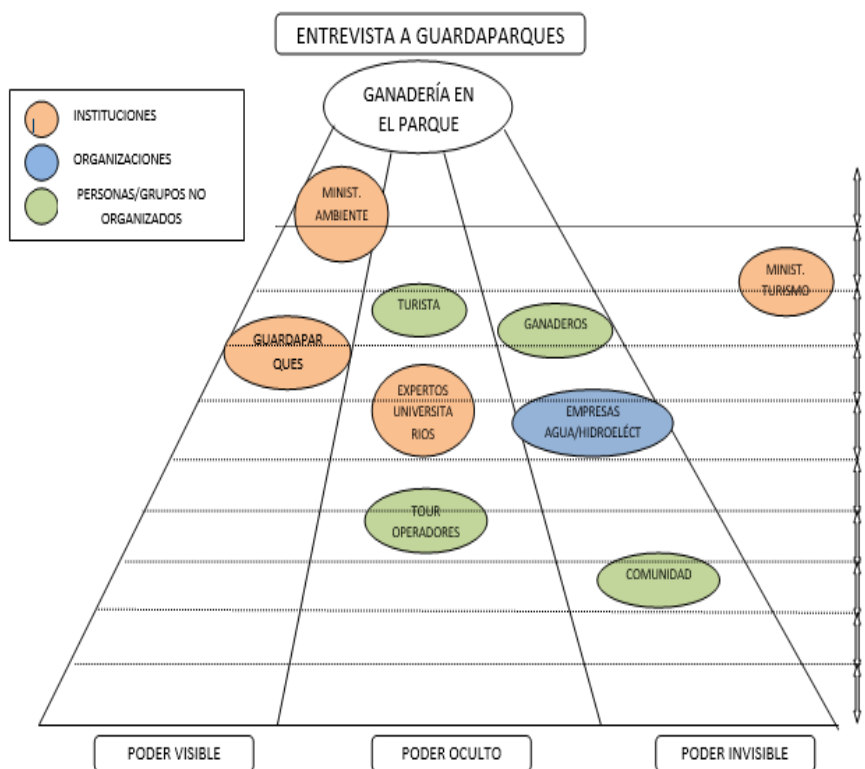 ENTREVISTA A GUARDAPARQUES
GANADERÍA EN
EL PARQUE
INSTITUCIONES
ORGANIZACIONES
PERSONAS/GRUPOS NO
ORGANIZADOS
MINIST.
AMBIENTE
MINIST.
TURISMO
TURISTA
GANADEROS
GUARDAPAR
QUES
EXPERTOS
UNIVERSITA
RIOS
EMPRESAS
AGUA/HIDROELÉCT
TOUR
OPERADORES
COMUNIDAD
PODER VISIBLE
PODER OCULTO
PODER INVISIBLE